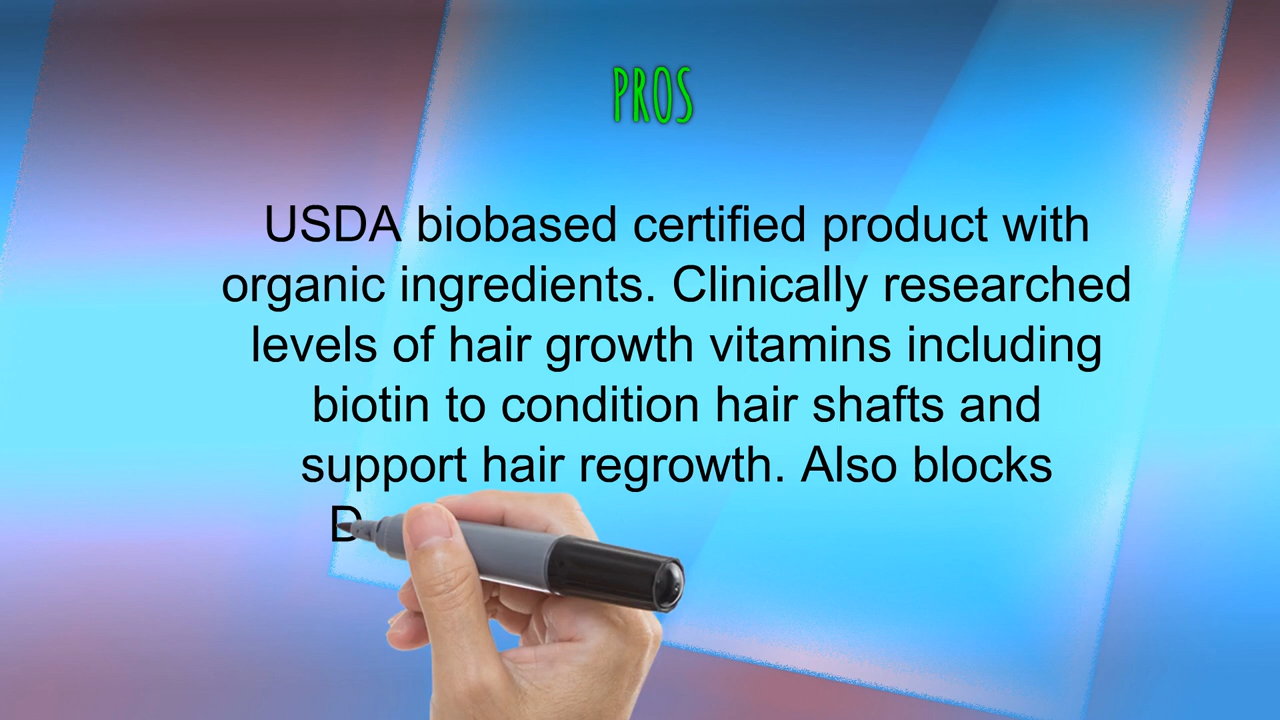 PROS
USDA biobased certified product with
organic ingredients. Clinically researched
levels of hair growth vitamins including
biotin to condition hair shafts and
support hair regrowth. Also blocks
D